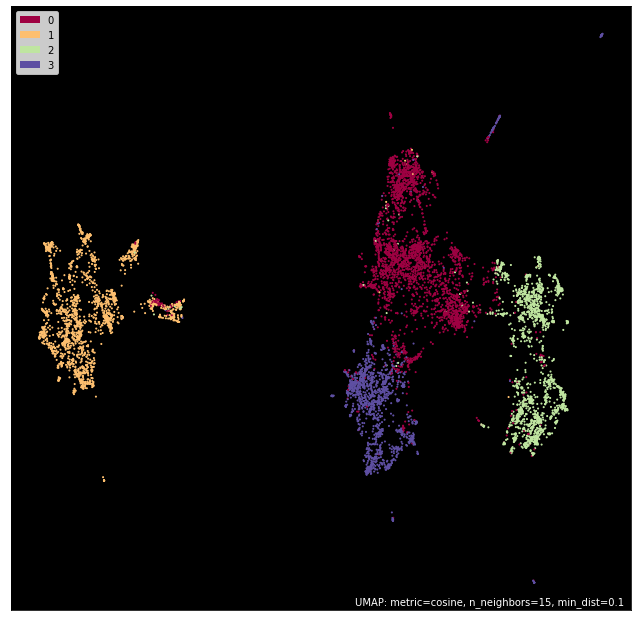 0
1
2
3
UMAP: metric=cosine, n_neighbors=15, min_dist=0.1